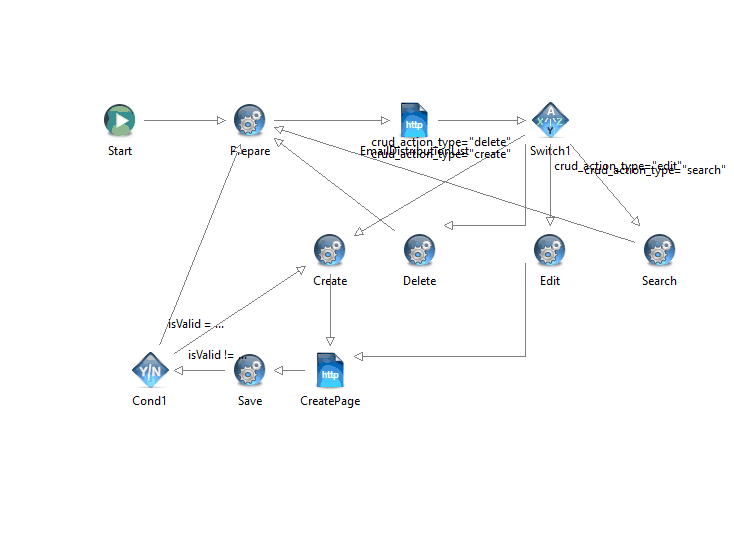 http
A
X Y Z
Y
Start
Prepare
crud_action_type="delete"
EmailDistributionList
crud_action_type="create"
Switch1
crud_action_type="edit"
crud_action_type="search"
Create
Delete
Edit
Search
isValid = ...
isValid != ...
Y N
http
Cond1
Save
CreatePage